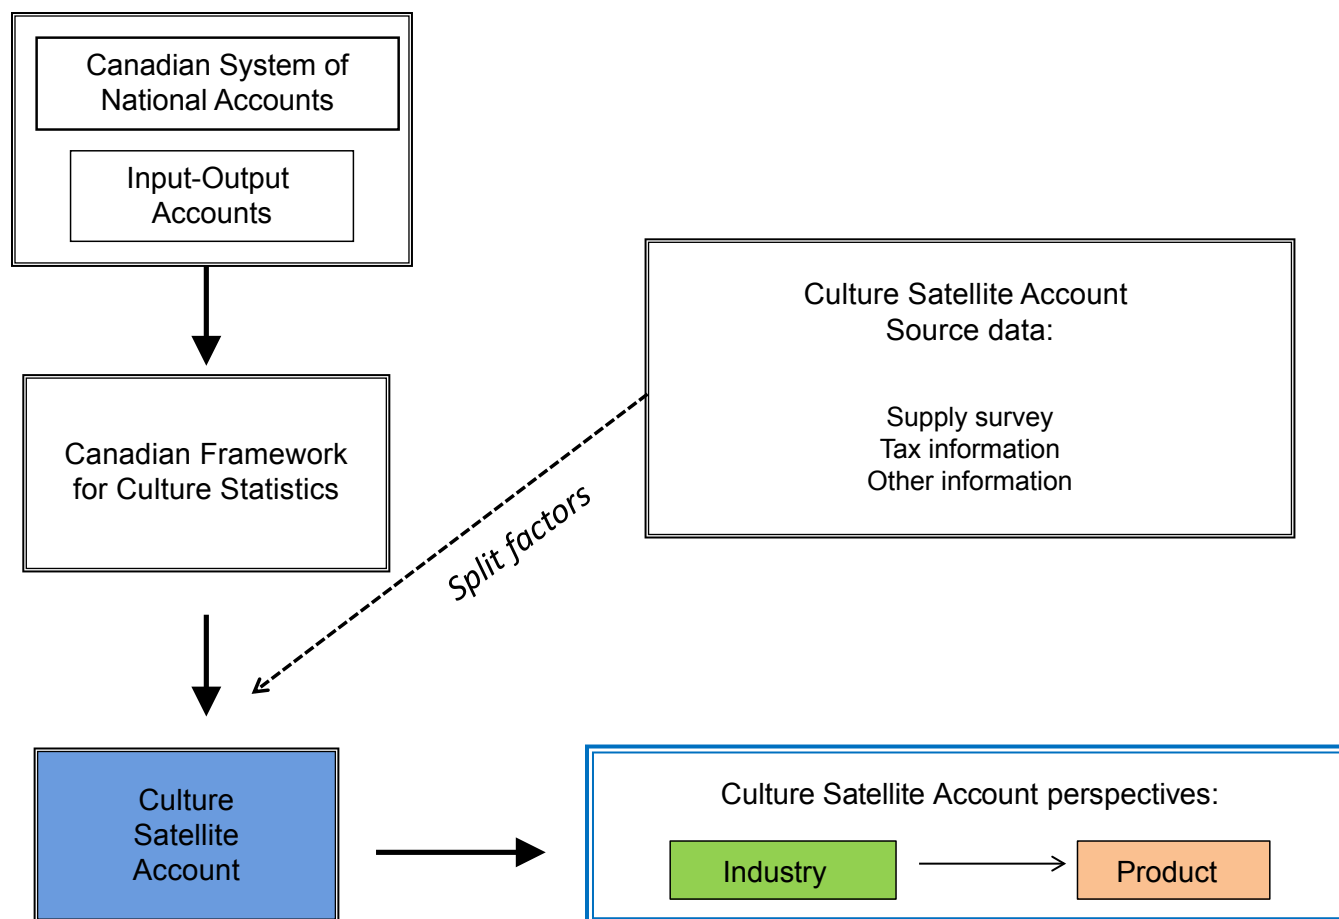 Canadian System of
National Accounts
Input-Output
Accounts
Culture Satellite Account
Source data:
Supply survey
Tax information
Other information
Canadian Framework
for Culture Statistics
Split factors
Culture
Satellite
Account
Culture Satellite Account perspectives:
Industry
Product